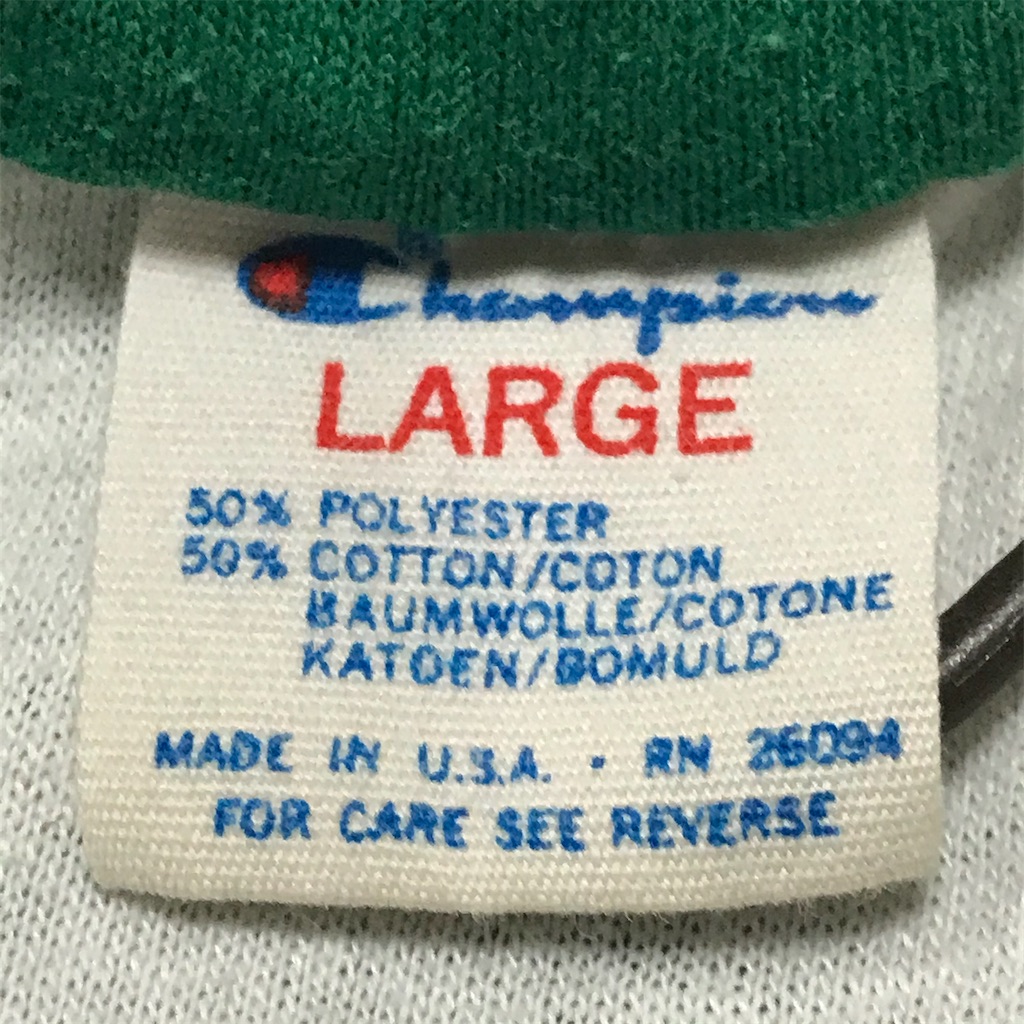 Champion
LARGE
50% POLYESTER
50% COTTON/COTON
BAUMWOLLE/COTONE
KATOEN/BOMULD
MADE IN U.S.A. · RN 26094
FOR CARE SEE REVERSE